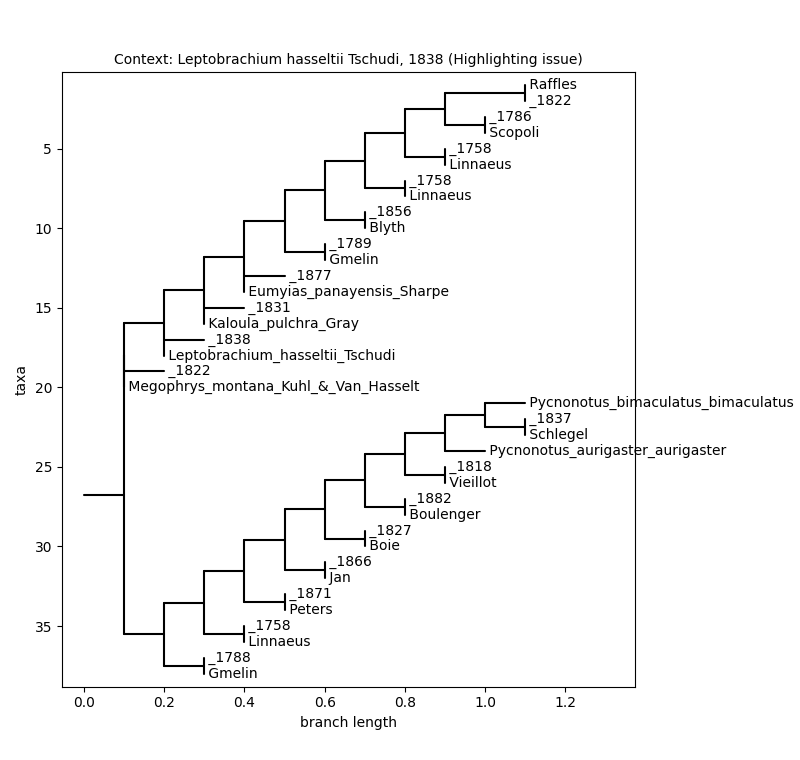 Context: Leptobrachium hasseltii Tschudi, 1838 (Highlighting issue)
Raffles
_1822
_1786
Scopoli
_1758
Linnaeus
_1758
Linnaeus
_1856
Blyth
_1789
Gmelin
_1877
Eumyias_panayensis_Sharpe
_1831
Kaloula_pulchra_Gray
_1838
Leptobrachium_hasseltii_Tschudi
_1822
Megophrys_montana_Kuhl_&_Van_Hasselt
Pycnonotus_bimaculatus_bimaculatus
_1837
Schlegel
Pycnonotus_aurigaster_aurigaster
_1818
Vieillot
_1882
Boulenger
_1827
Boie
_1866
Jan
_1871
Peters
_1758
Linnaeus
_1788
Gmelin
5
10
15
20
25
30
35
taxa
0.0 0.2 0.4 0.6 0.8 1.0 1.2
branch length